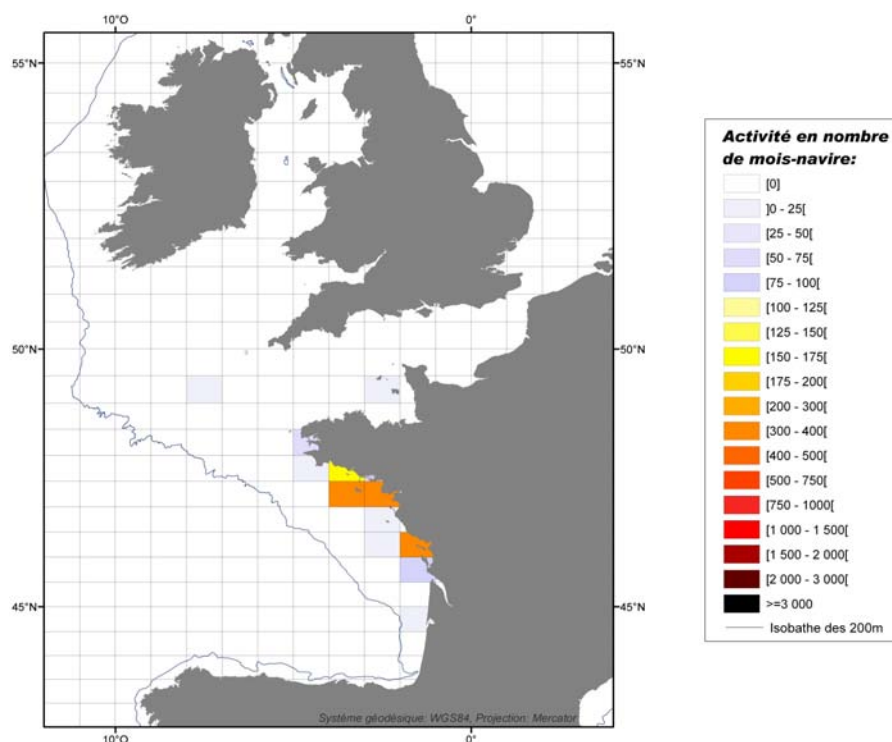 10°O
0°
55°N
55°N
50°N
50°N
45°N
45°N
Système géodésique: WGS84, Projection: Mercator
10°O
0°
Activité en nombre
de mois-navire:
[0]
]0 - 25[
[25 - 50[
[50 - 75[
[75 - 100[
[100 - 125[
[125 - 150[
[150 - 175[
[175 - 200[
[200 - 300[
[300 - 400[
[400 - 500[
[500 - 750[
[750 - 1000[
[1 000 - 1 500[
[1 500 - 2 000[
[2 000 - 3 000[
>=3 000
Isobathe des 200m